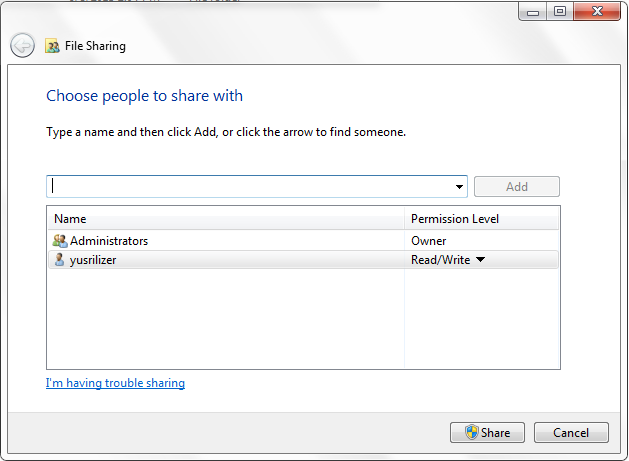 File Sharing
Choose people to share with
Type a name and then click Add, or click the arrow to find someone.
Add
Name Permission Level
Administrators Owner
yusrilizer Read/Write
I'm having trouble sharing
Share Cancel